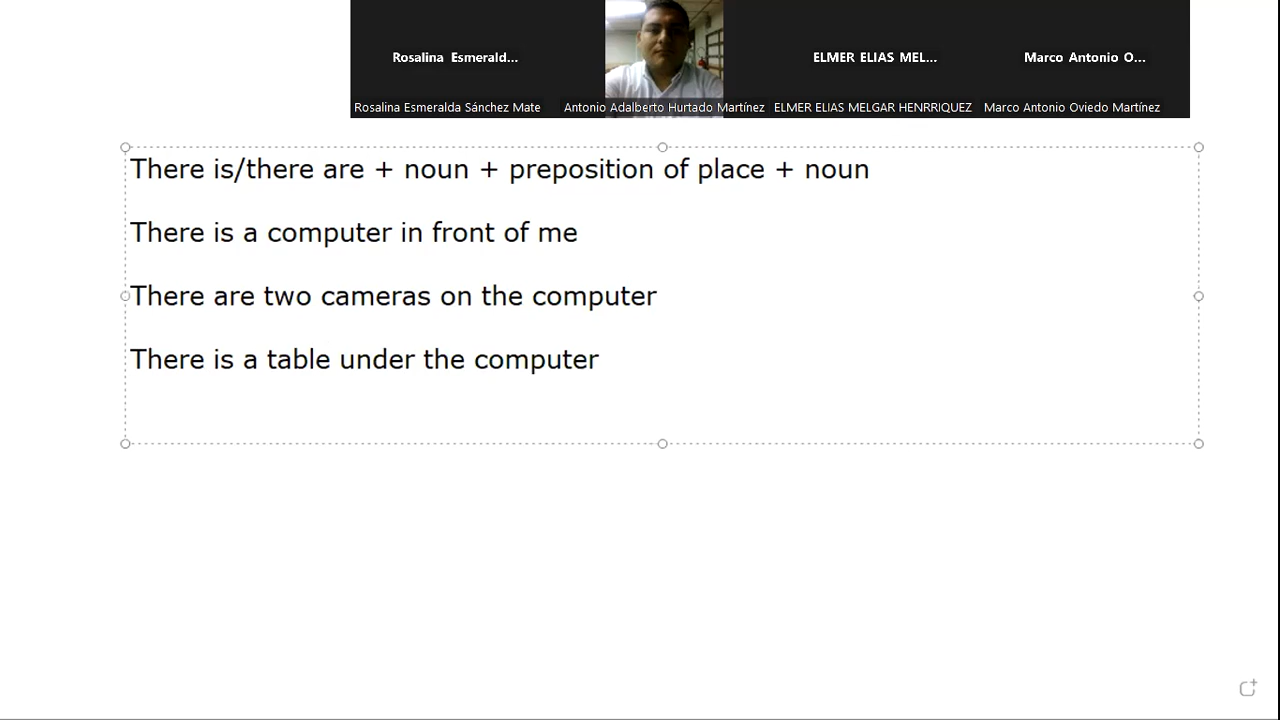 Rosalina Esmerald...
ELMER ELIAS MEL...
Marco Antonio O...
Rosalina Esmeralda Sánchez Mate
Antonio Adalberto Hurtado Martínez
ELMER ELIAS MELGAR HENRRIQUEZ
Marco Antonio Oviedo Martínez
There is/there are + noun + preposition of place + noun
There is a computer in front of me
There are two cameras on the computer
There is a table under the computer